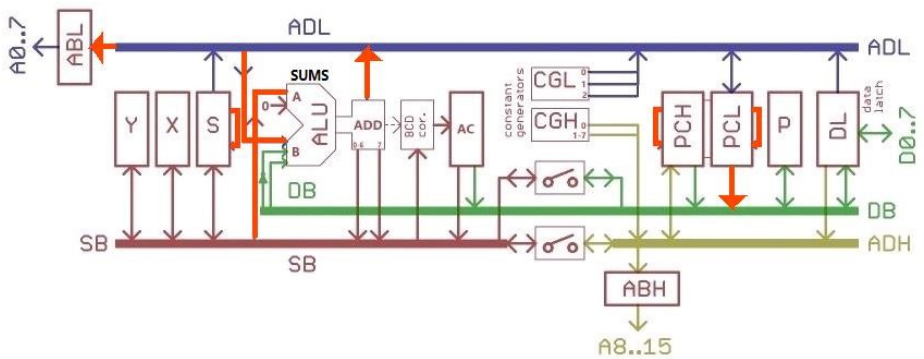 A0..7
ABL
ADL
ADL
SUMS
A
0
ALU
B
Y
X
S
ADD
0-6 7
BCD
cor.
AC
constant
generators
CGL
0
1
2
CGH
0
1-7
PCH
PCL
P
DL
data
latch
D0..7
DB
DB
SB
SB
ADH
ABH
A8..15